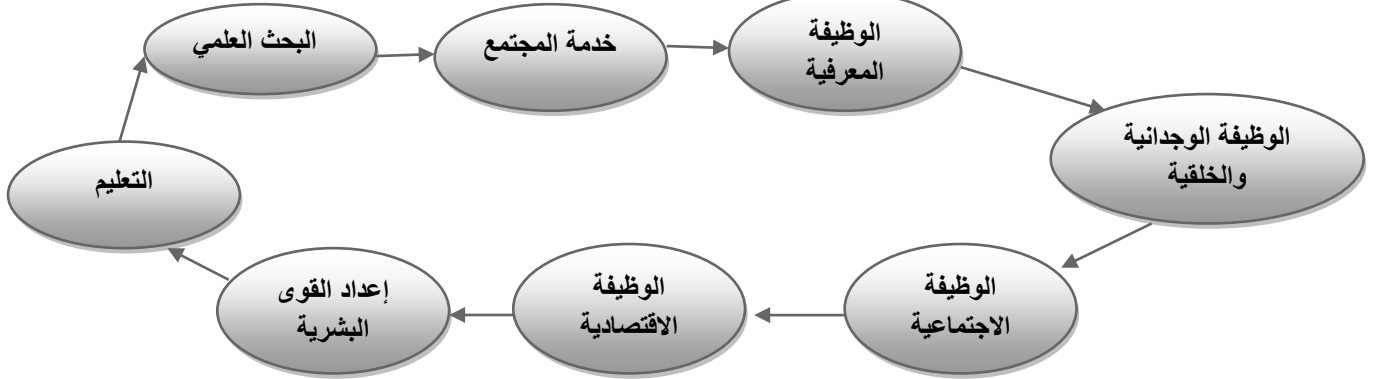 الوظيفة
المعرفية
خدمة المجتمع
البحث العلمي
الوظيفة الوجدانية
والخلقية
التعليم
الوظيفة
الاجتماعية
الوظيفة
الاقتصادية
إعداد القوى
البشرية